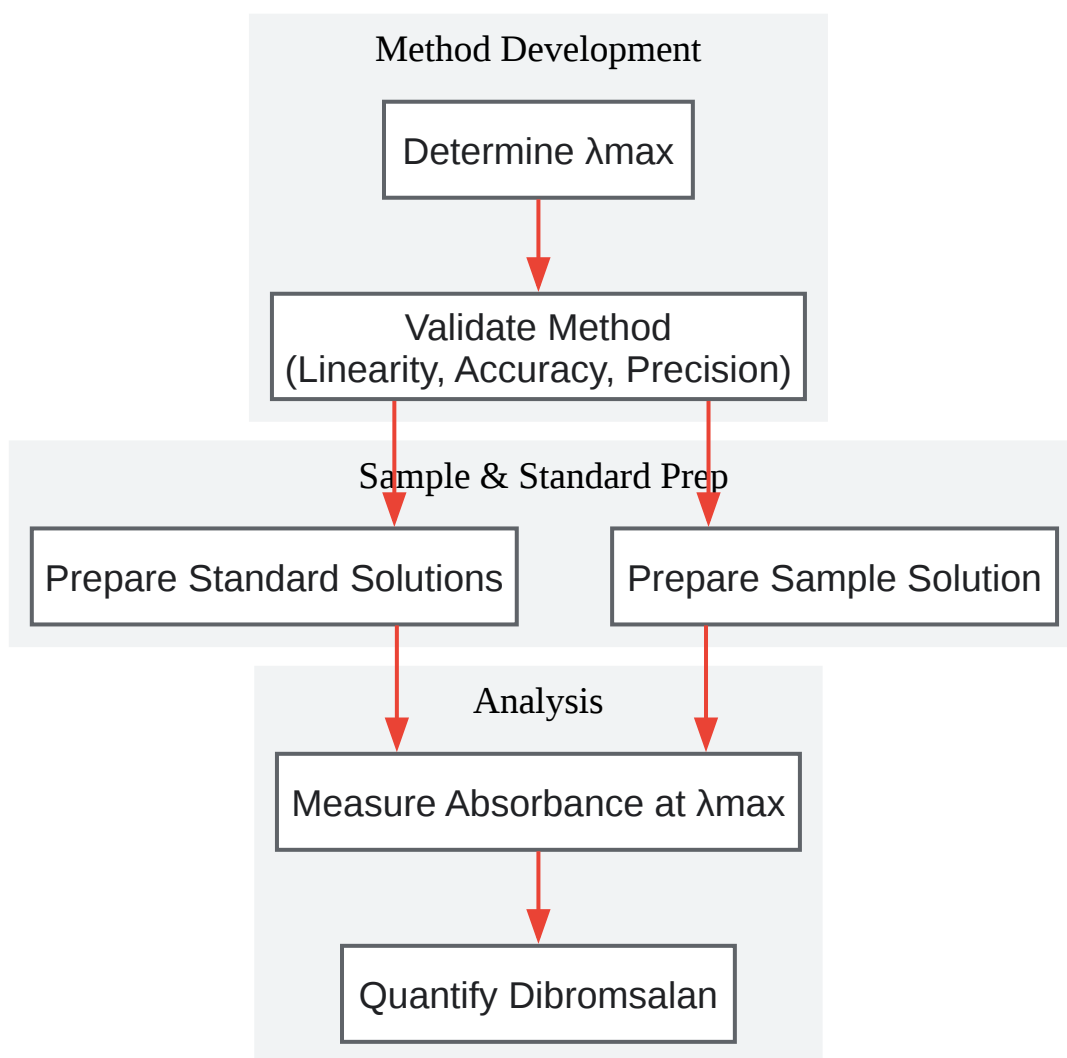 Method Development
Determine λmax
Validate Method
(Linearity, Accuracy, Precision)
Sample & Standard Prep
Prepare Standard Solutions
Prepare Sample Solution
Analysis
Measure Absorbance at λmax
Quantify Dibromsalan